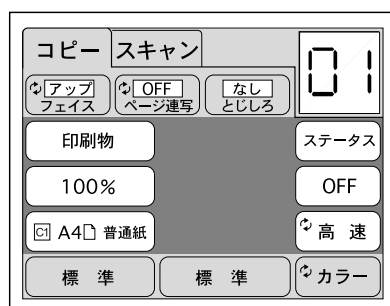 コピー スキャン
01
アップ
フェイス
OFF
ページ連写
なし
とじしろ
印刷物
ステータス
100%
OFF
C1 A4 普通紙
高 速
標 準
標 準
カラー